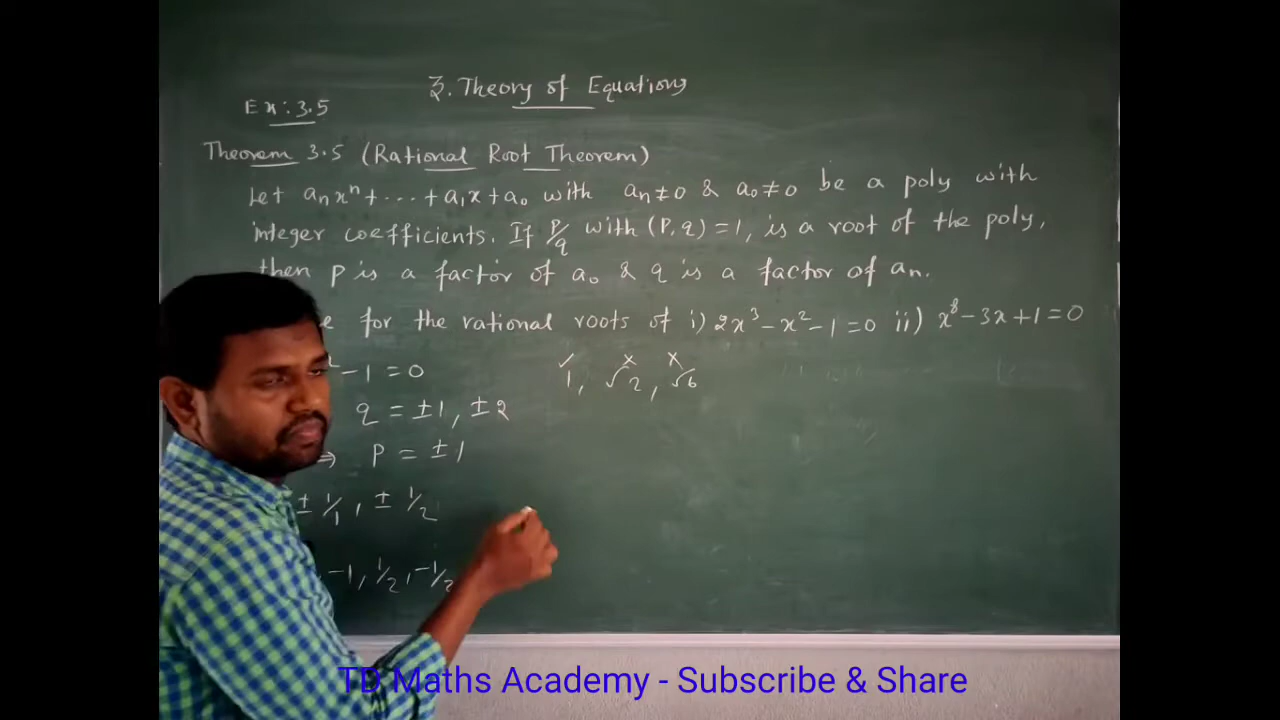 3. Theory of Equations
Ex: 3.5
Theorem 3.5 (Rational Root Theorem)
Let aₙxⁿ + ... + a₁x + a₀ with aₙ ≠ 0 & a₀ ≠ 0 be a poly with
integer coefficients. If P/q with (P, q) = 1, is a root of the poly,
then P is a factor of a₀ & q is a factor of aₙ.
for the rational roots of i) 2x³ - x² - 1 = 0 ii) x⁸ - 3x + 1 = 0
- 1 = 0
✓ × ×
1, √2, √6
q = ±1, ±2
⇒ P = ±1
± 1/1, ± 1/2
-1, 1/2, -1/2
TD Maths Academy - Subscribe & Share